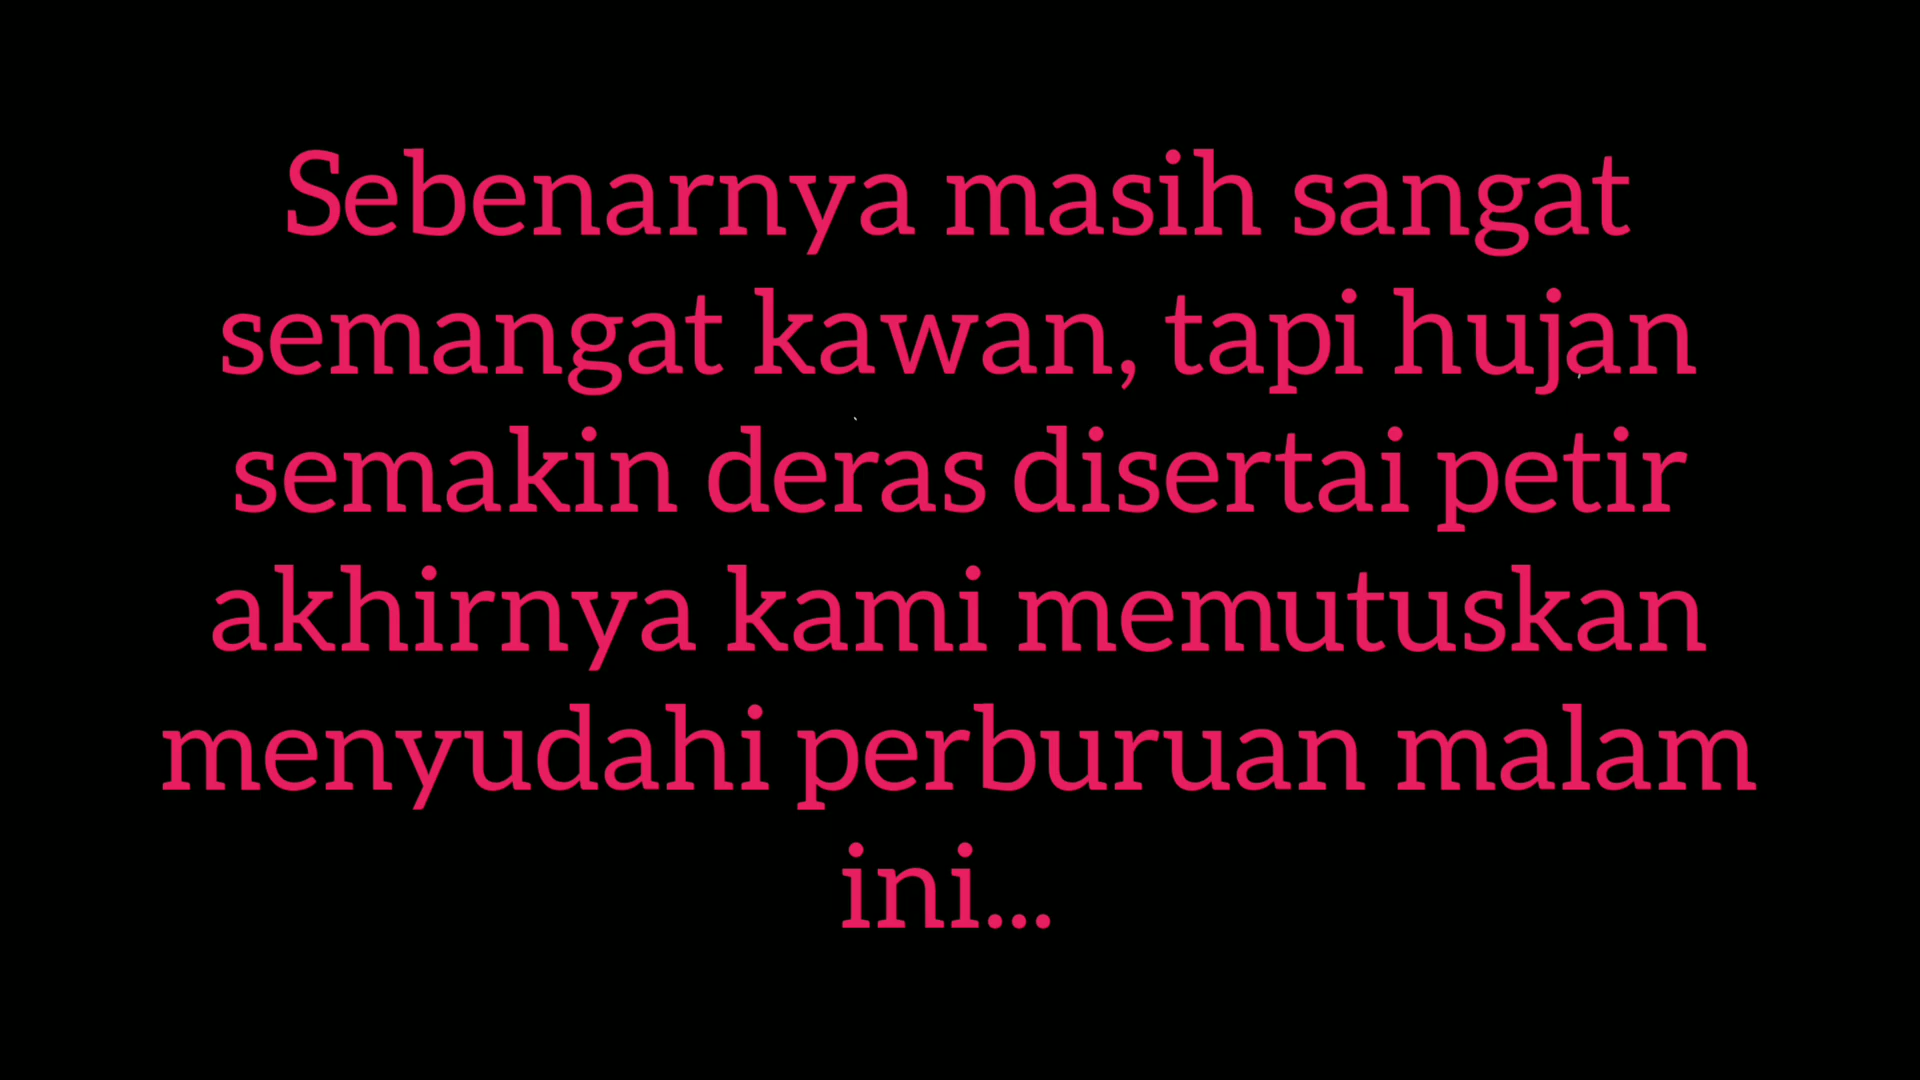 Sebenarnya masih sangat
semangat kawan, tapi hujan
semakin deras disertai petir
akhirnya kami memutuskan
menyudahi perburuan malam
ini...